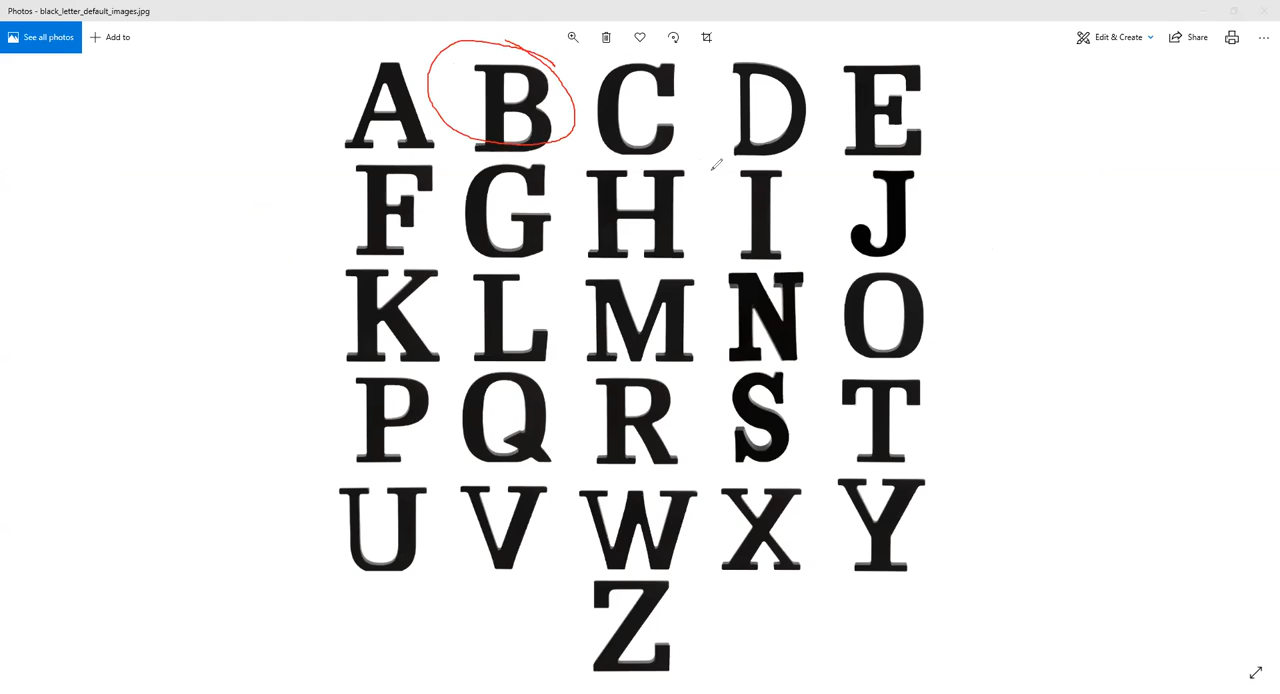 Photos - black_letter_default_images.jpg
See all photos + Add to Edit & Create Share
A B C D E
F G H I J
K L M N O
P Q R S T
U V W X Y
Z